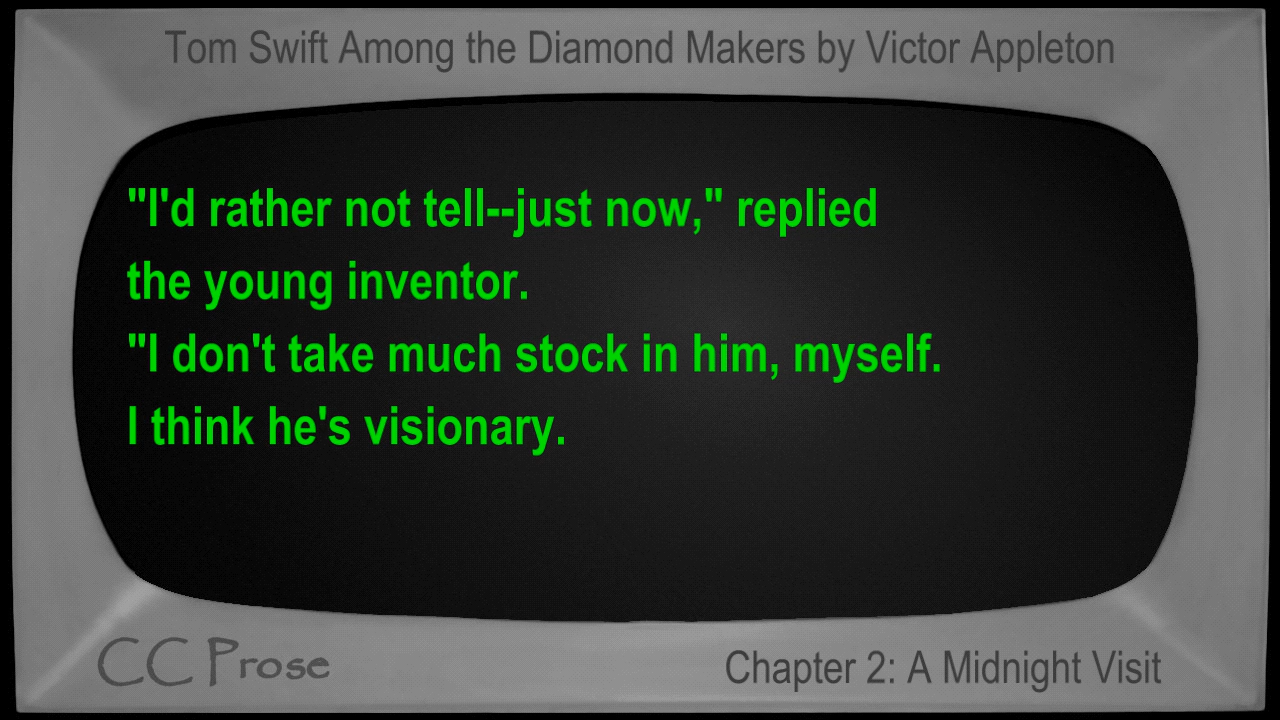 Tom Swift Among the Diamond Makers by Victor Appleton
"I'd rather not tell--just now," replied
the young inventor.
"I don't take much stock in him, myself.
I think he's visionary.
CC Prose
Chapter 2: A Midnight Visit